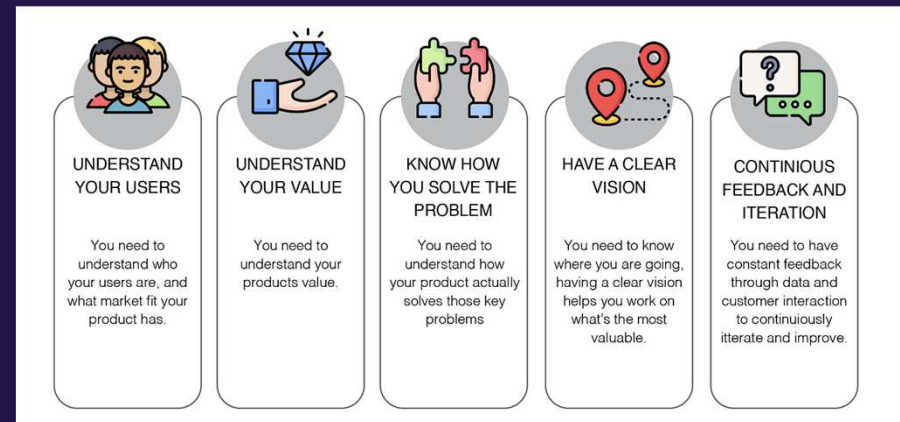 UNDERSTAND
YOUR USERS
You need to
understand who
your users are, and
what market fit your
product has.
UNDERSTAND
YOUR VALUE
You need to
understand your
products value.
KNOW HOW
YOU SOLVE THE
PROBLEM
You need to
understand how
your product actually
solves those key
problems
HAVE A CLEAR
VISION
You need to know
where you are going,
having a clear vision
helps you work on
what's the most
valuable.
CONTINIOUS
FEEDBACK AND
ITERATION
You need to have
constant feedback
through data and
customer interaction
to continuiously
itterate and improve.